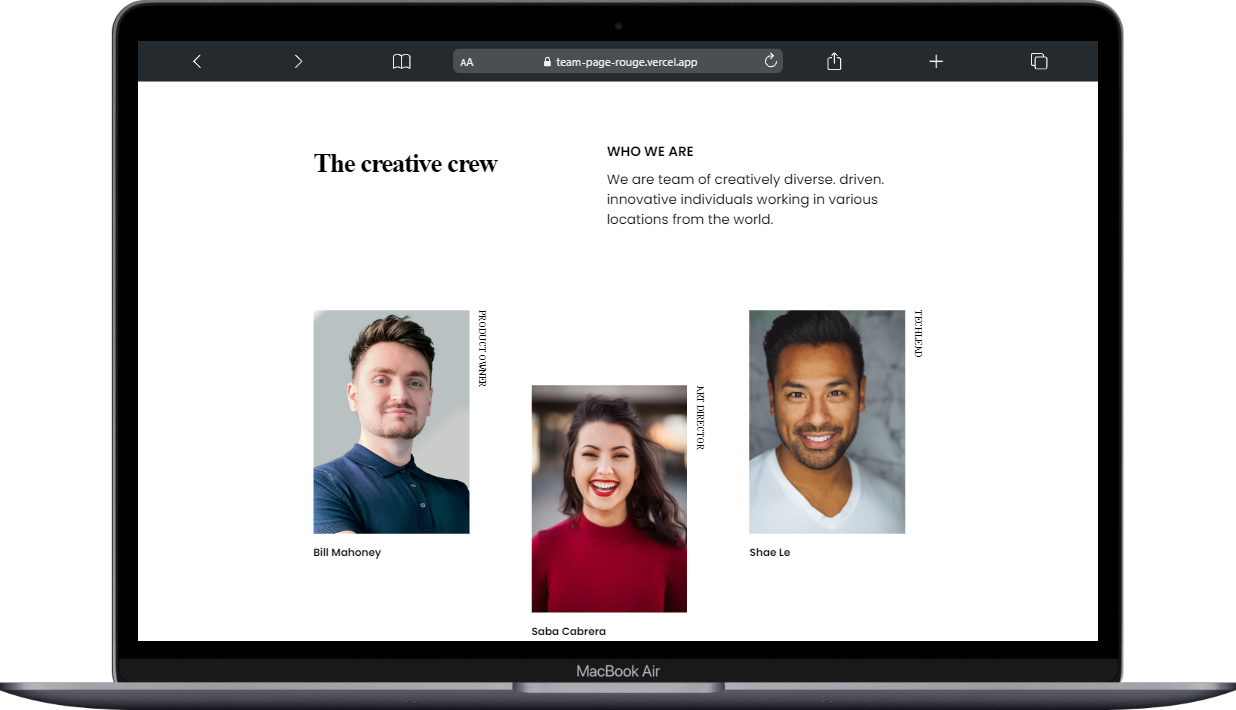 AA
team-page-rouge.vercel.app
The creative crew
WHO WE ARE
We are team of creatively diverse. driven.
innovative individuals working in various
locations from the world.
PRODUCT OWNER
Bill Mahoney
ART DIRECTOR
Saba Cabrera
TECHLEAD
Shae Le
MacBook Air